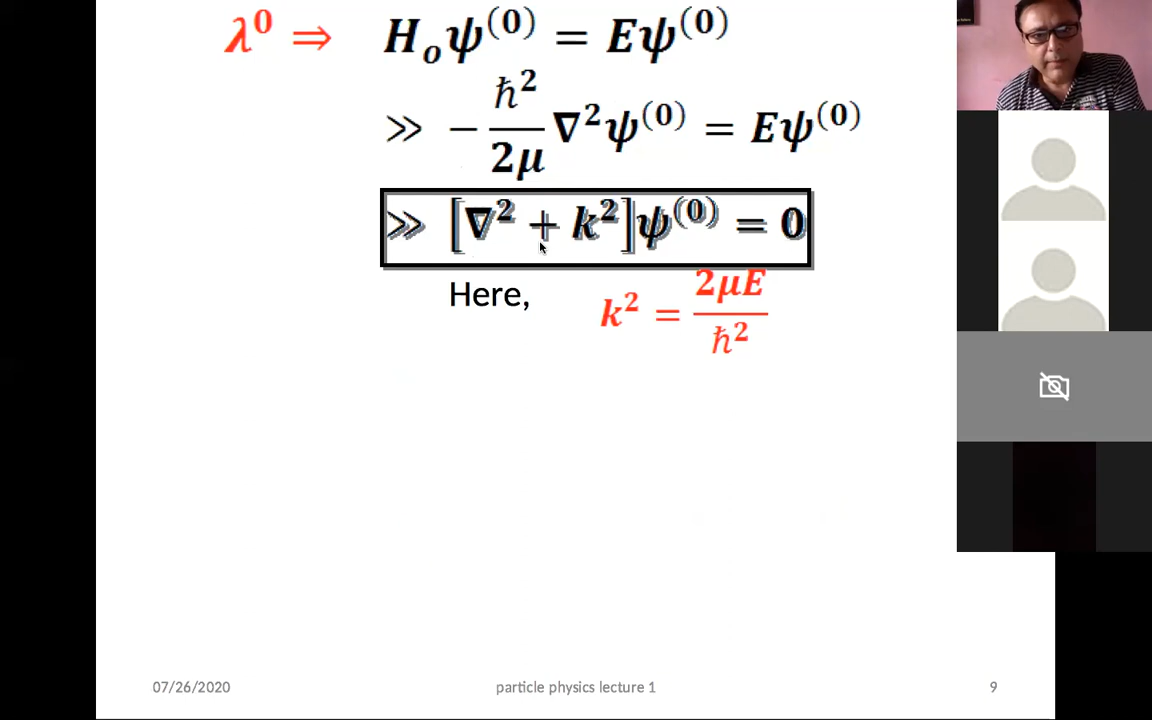 λ⁰ ⇒ Hₒψ⁽⁰⁾ = Eψ⁽⁰⁾
≫ −ħ²/2μ ∇²ψ⁽⁰⁾ = Eψ⁽⁰⁾
≫ [∇² + k²]ψ⁽⁰⁾ = 0
Here, k² = 2μE/ħ²
07/26/2020 particle physics lecture 1 9